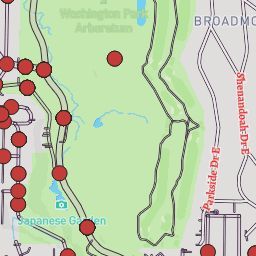 Washington Park
Arboretum
BROADMO
Shenandoah Dr E
Parkside Dr E
Japanese Garden